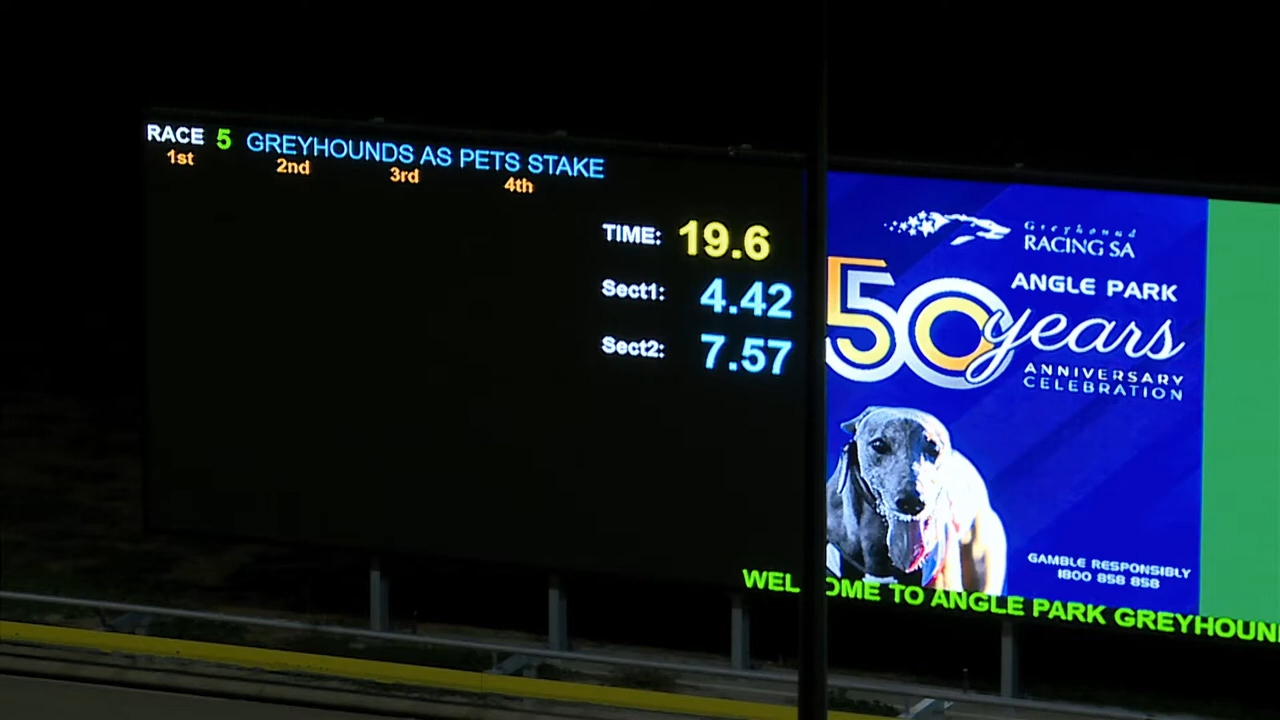 RACE 5 GREYHOUNDS AS PETS STAKE
1st 2nd 3rd 4th
TIME: 19.6
Sect1: 4.42
Sect2: 7.57
Greyhound
RACING SA
ANGLE PARK
50 years
ANNIVERSARY
CELEBRATION
GAMBLE RESPONSIBLY
1800 858 858
WELCOME TO ANGLE PARK GREYHOUN